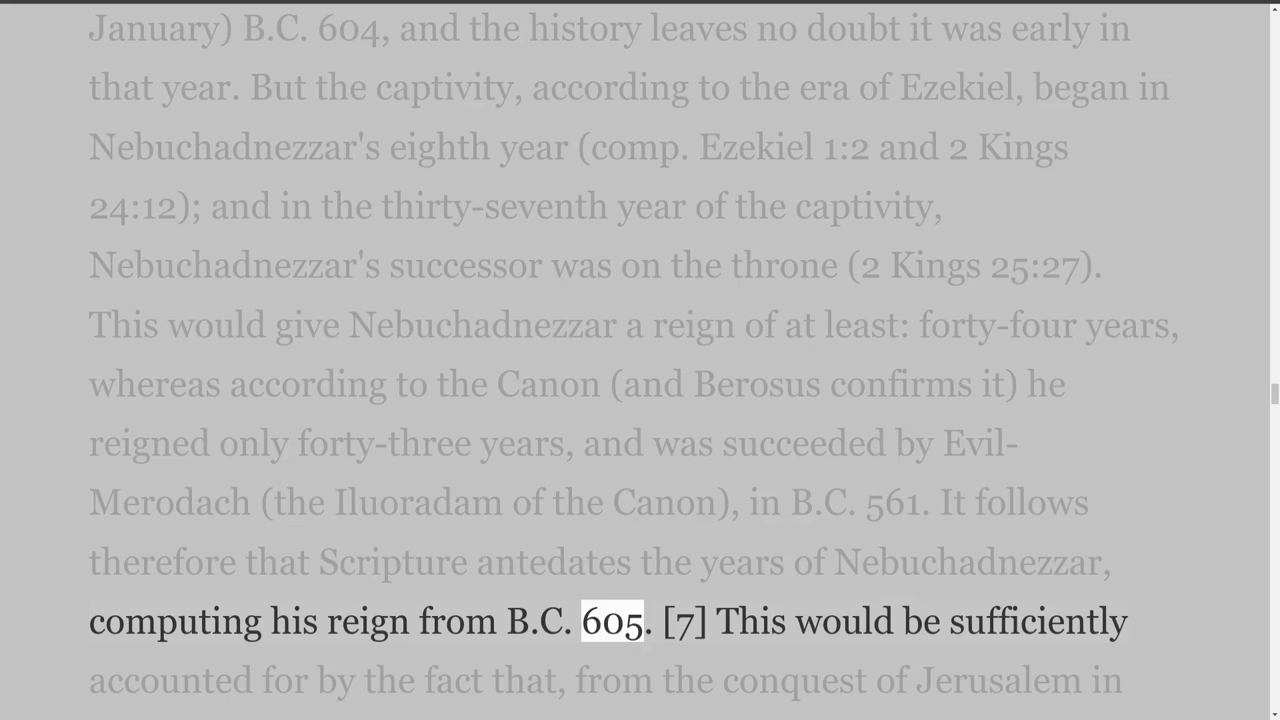 January) B.C. 604, and the history leaves no doubt it was early in
that year. But the captivity, according to the era of Ezekiel, began in
Nebuchadnezzar's eighth year (comp. Ezekiel 1:2 and 2 Kings
24:12); and in the thirty-seventh year of the captivity,
Nebuchadnezzar's successor was on the throne (2 Kings 25:27).
This would give Nebuchadnezzar a reign of at least: forty-four years,
whereas according to the Canon (and Berosus confirms it) he
reigned only forty-three years, and was succeeded by Evil-
Merodach (the Iluoradam of the Canon), in B.C. 561. It follows
therefore that Scripture antedates the years of Nebuchadnezzar,
computing his reign from B.C. 605. [7] This would be sufficiently
accounted for by the fact that, from the conquest of Jerusalem in